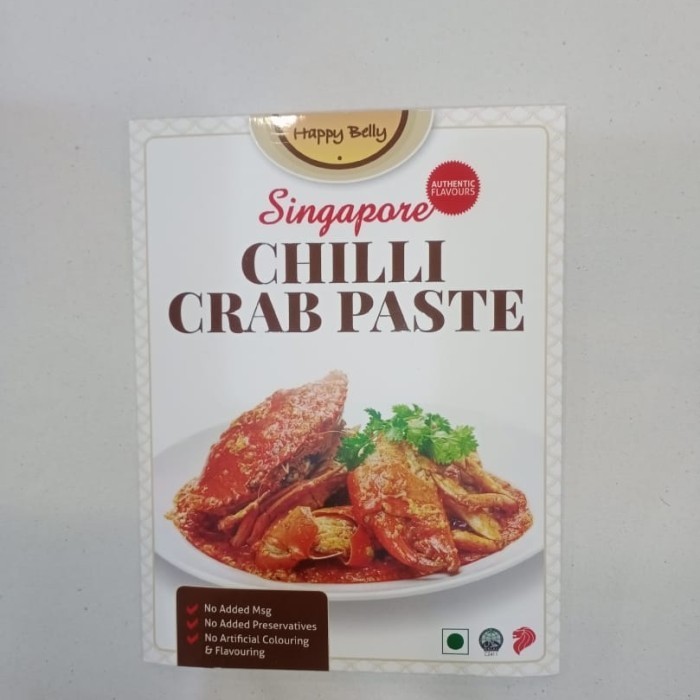 Happy Belly
AUTHENTIC
FLAVOURS
Singapore
CHILLI
CRAB PASTE
No Added Msg
No Added Preservatives
No Artificial Colouring
& Flavouring